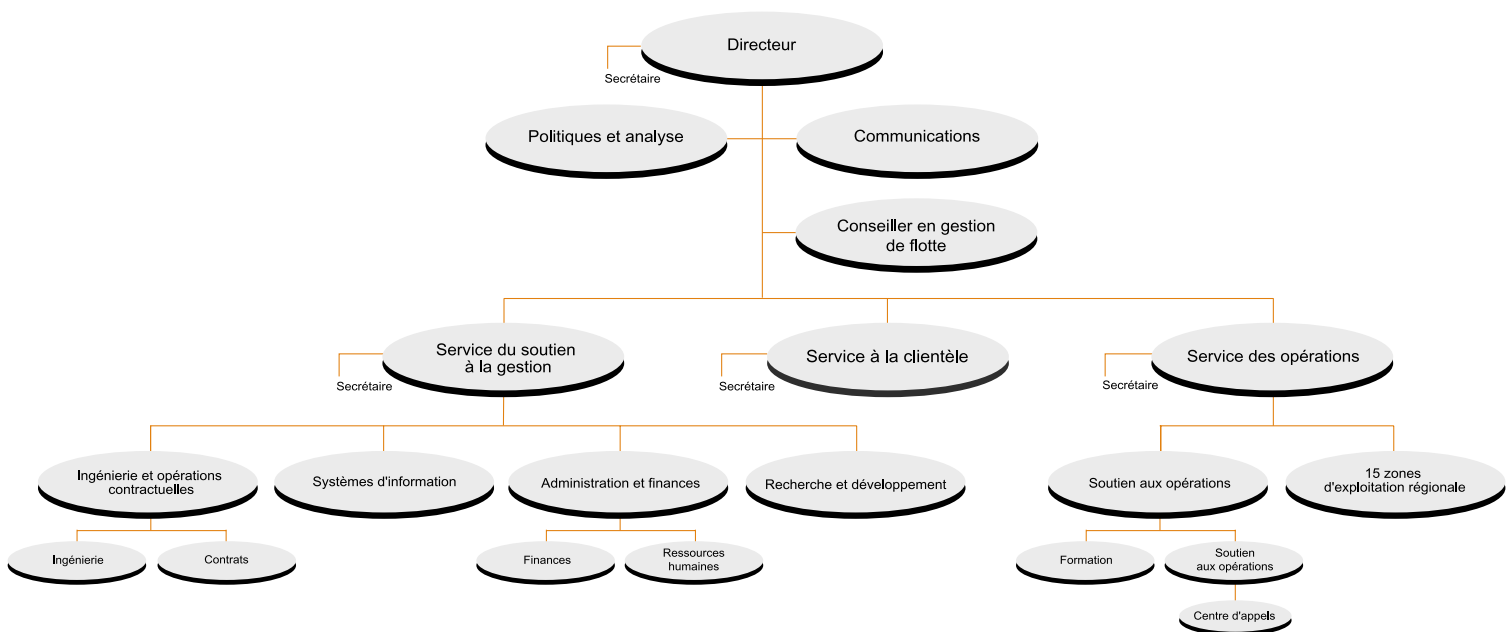 Directeur
Secrétaire
Politiques et analyse
Communications
Conseiller en gestion
de flotte
Service du soutien
à la gestion
Secrétaire
Service à la clientèle
Secrétaire
Service des opérations
Secrétaire
Ingénierie et opérations
contractuelles
Systèmes d'information
Administration et finances
Recherche et développement
Soutien aux opérations
15 zones
d'exploitation régionale
Ingénierie
Contrats
Finances
Ressources
humaines
Formation
Soutien
aux opérations
Centre d'appels